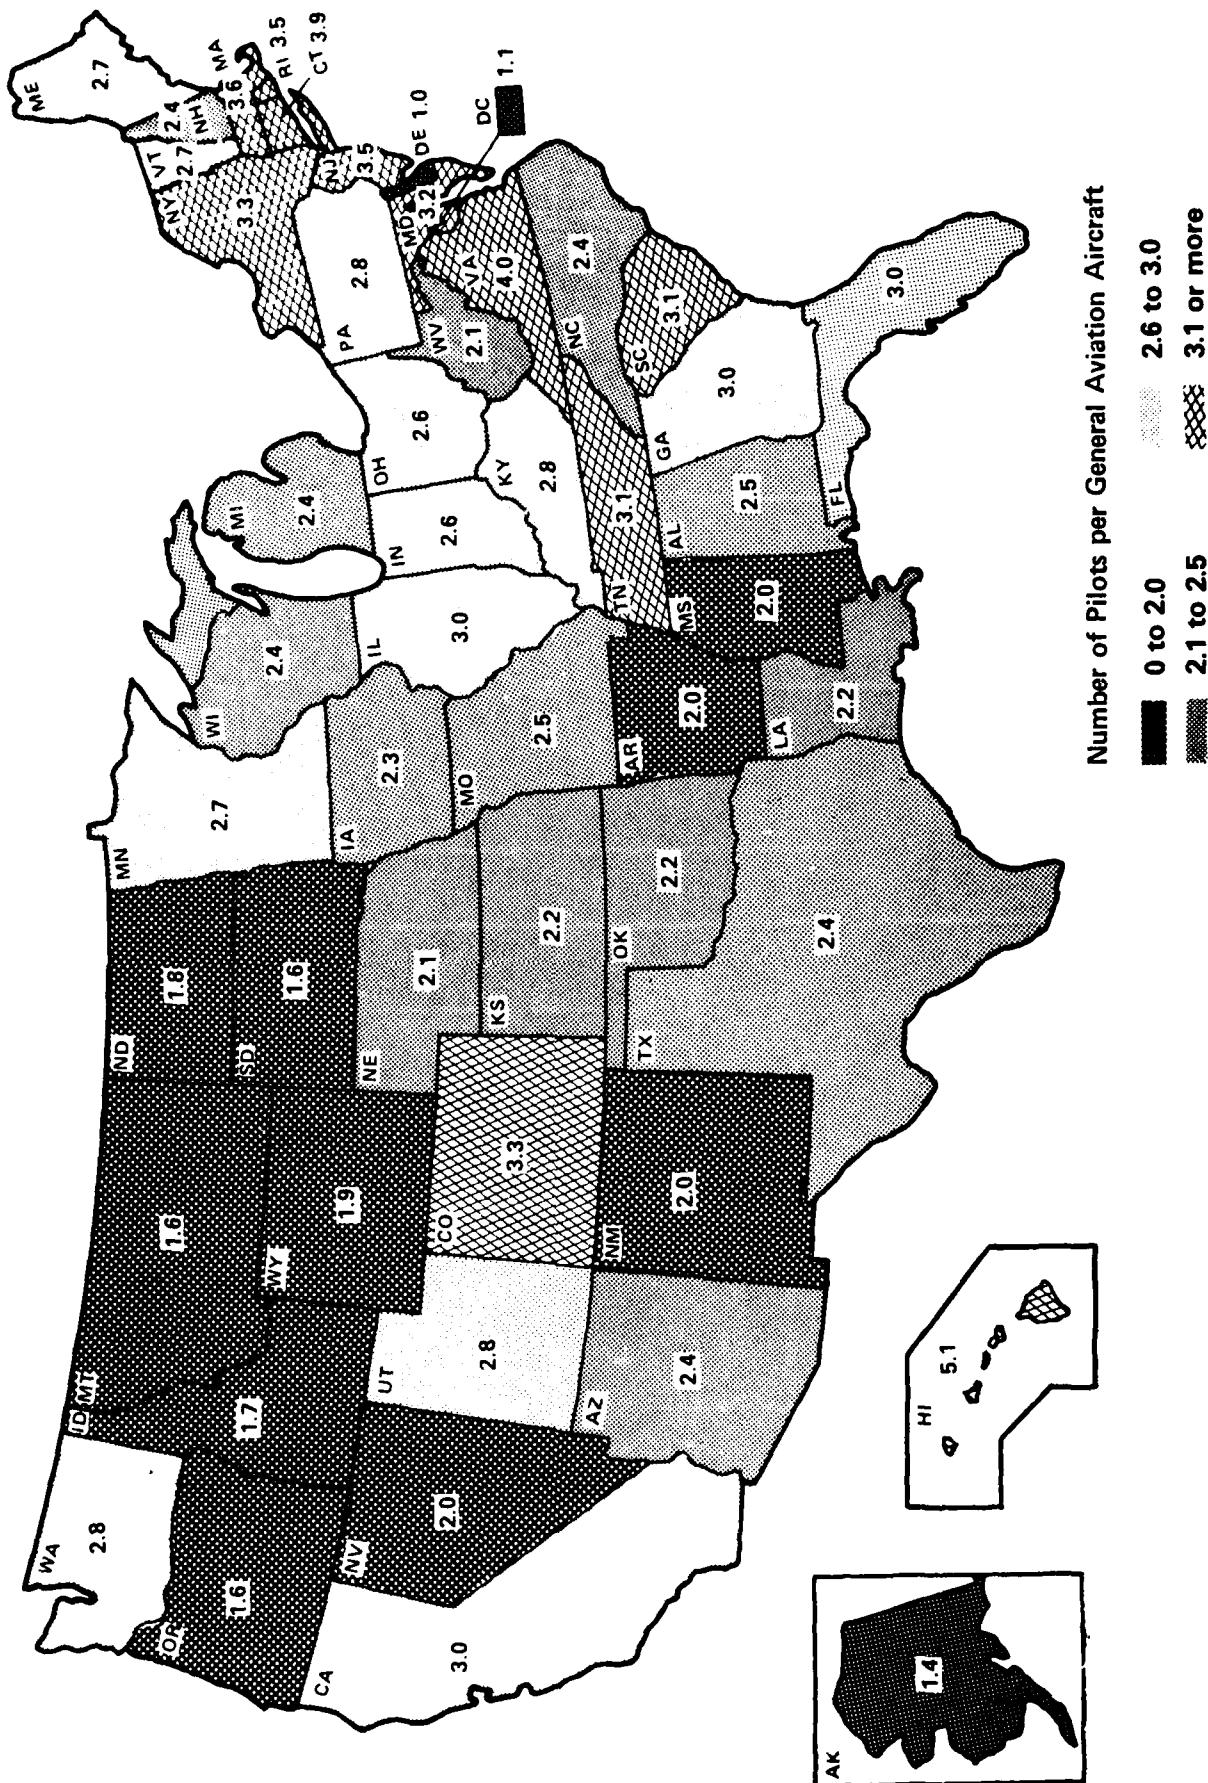 WA
2.8
OR
1.6
CA
3.0
NV
2.0
ID
1.7
MT
1.6
WY
1.9
UT
2.8
AZ
2.4
CO
3.3
NM
2.0
ND
1.8
SD
1.6
NE
2.1
KS
2.2
OK
2.2
TX
2.4
MN
2.7
IA
2.3
MO
2.5
AR
2.0
LA
2.2
WI
2.4
IL
3.0
MI
2.4
IN
2.6
OH
2.6
KY
2.8
TN
3.1
MS
2.0
AL
2.5
GA
3.0
FL
3.0
SC
3.1
NC
2.4
VA
4.0
WV
2.1
PA
2.8
NY
3.3
VT
2.7
NH
2.4
ME
2.7
MA
3.6
RI 3.5
CT 3.9
NJ
3.5
DE 1.0
MD
3.2
DC
1.1
AK
1.4
HI
5.1
Number of Pilots per General Aviation Aircraft
0 to 2.0
2.6 to 3.0
2.1 to 2.5
3.1 or more